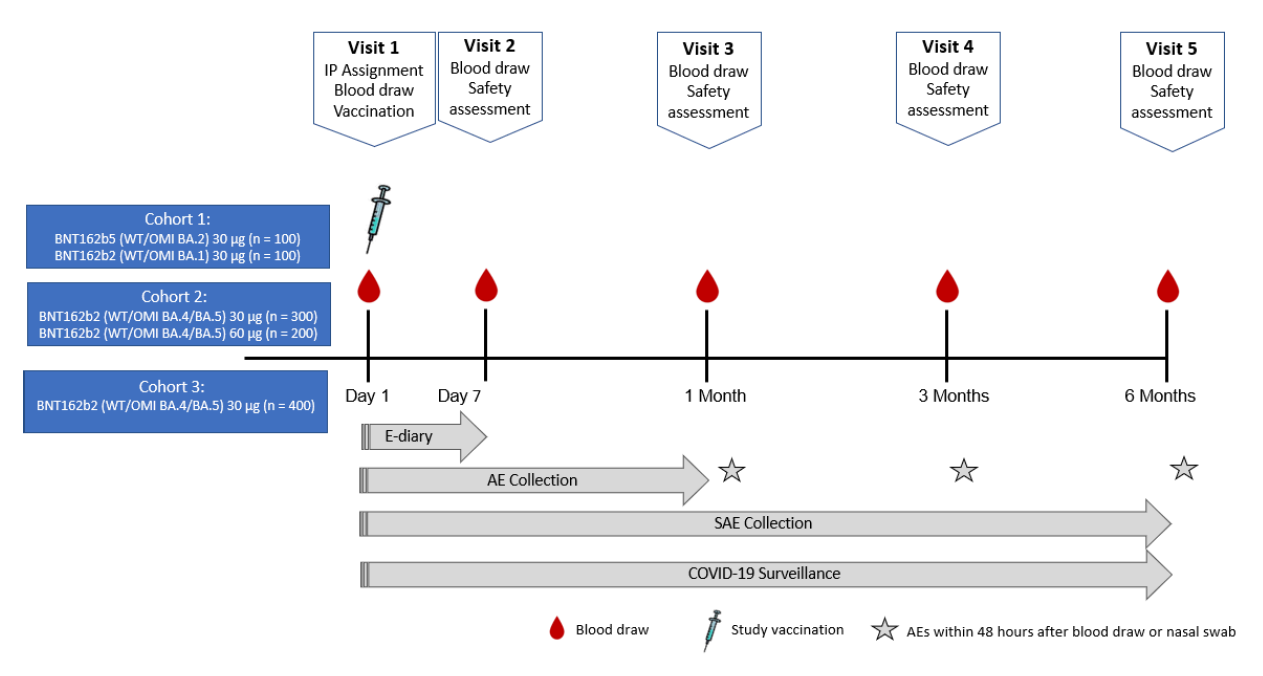 Visit 1
IP Assignment
Blood draw
Vaccination
Visit 2
Blood draw
Safety
assessment
Visit 3
Blood draw
Safety
assessment
Visit 4
Blood draw
Safety
assessment
Visit 5
Blood draw
Safety
assessment
Cohort 1:
BNT162b5 (WT/OMI BA.2) 30 µg (n = 100)
BNT162b2 (WT/OMI BA.1) 30 µg (n = 100)
Cohort 2:
BNT162b2 (WT/OMI BA.4/BA.5) 30 µg (n = 300)
BNT162b2 (WT/OMI BA.4/BA.5) 60 µg (n = 200)
Cohort 3:
BNT162b2 (WT/OMI BA.4/BA.5) 30 µg (n = 400)
Day 1
Day 7
1 Month
3 Months
6 Months
E-diary
AE Collection
SAE Collection
COVID-19 Surveillance
Blood draw
Study vaccination
AEs within 48 hours after blood draw or nasal swab